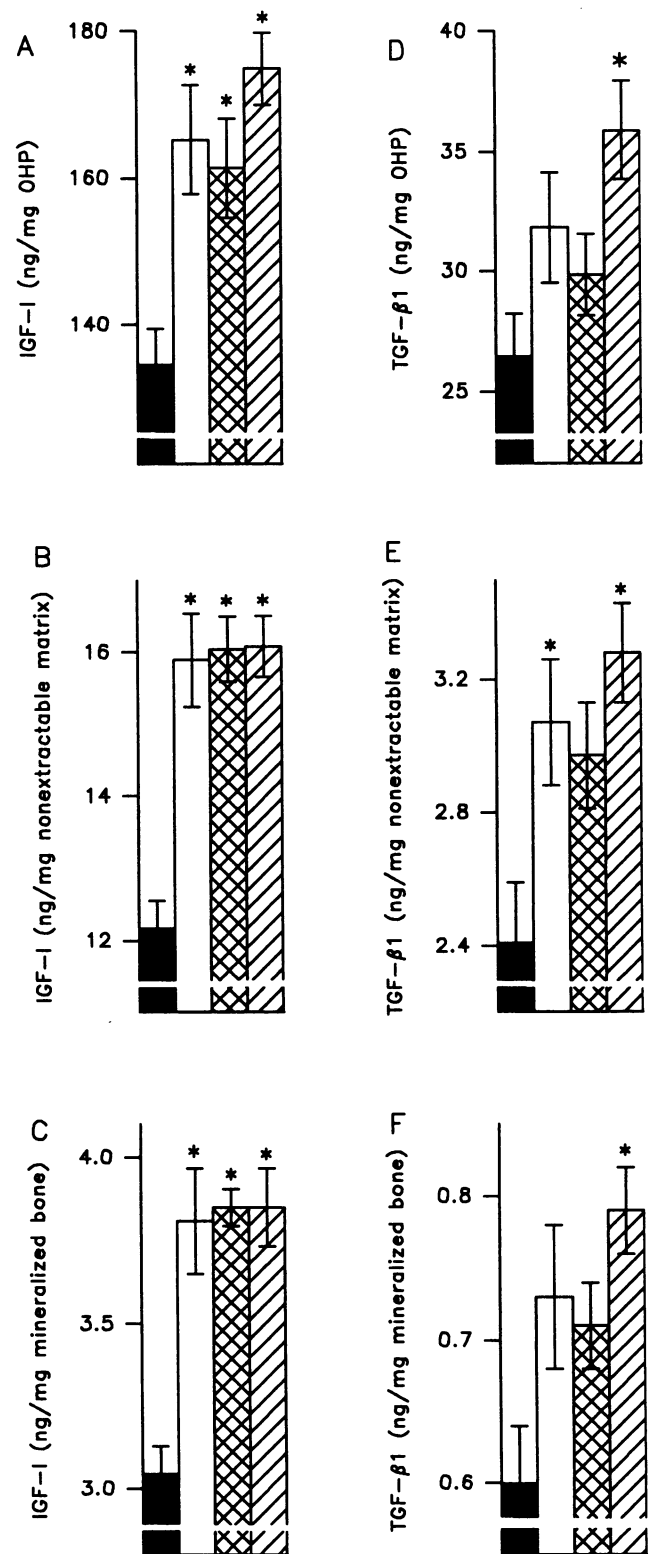 A
IGF-I (ng/mg OHP)
180
160
140
*
*
*
D
TGF-β1 (ng/mg OHP)
40
35
30
25
*
B
IGF-I (ng/mg nonextractable matrix)
16
14
12
*
*
*
E
TGF-β1 (ng/mg nonextractable matrix)
3.2
2.8
2.4
*
*
C
IGF-I (ng/mg mineralized bone)
4.0
3.5
3.0
*
*
*
F
TGF-β1 (ng/mg mineralized bone)
0.8
0.7
0.6
*